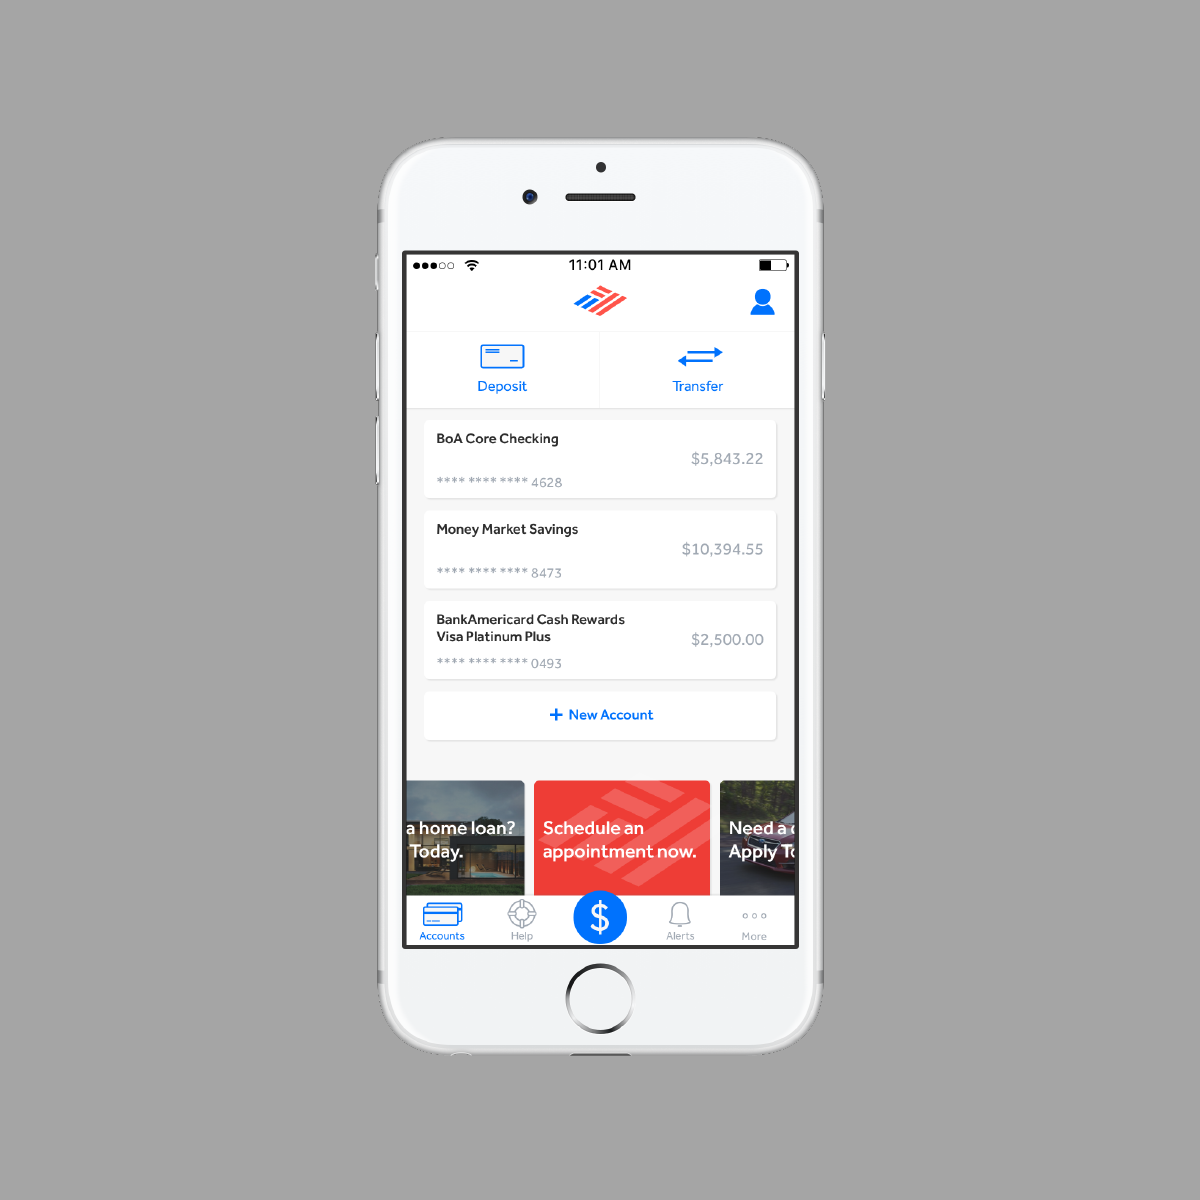 11:01 AM
Deposit
Transfer
BoA Core Checking
$5,843.22
**** **** **** 4628
Money Market Savings
$10,394.55
**** **** **** 8473
BankAmericard Cash Rewards
Visa Platinum Plus
$2,500.00
**** **** **** 0493
+ New Account
a home loan?
Today.
Schedule an
appointment now.
Need a
Apply
$
Accounts
Help
Alerts
More